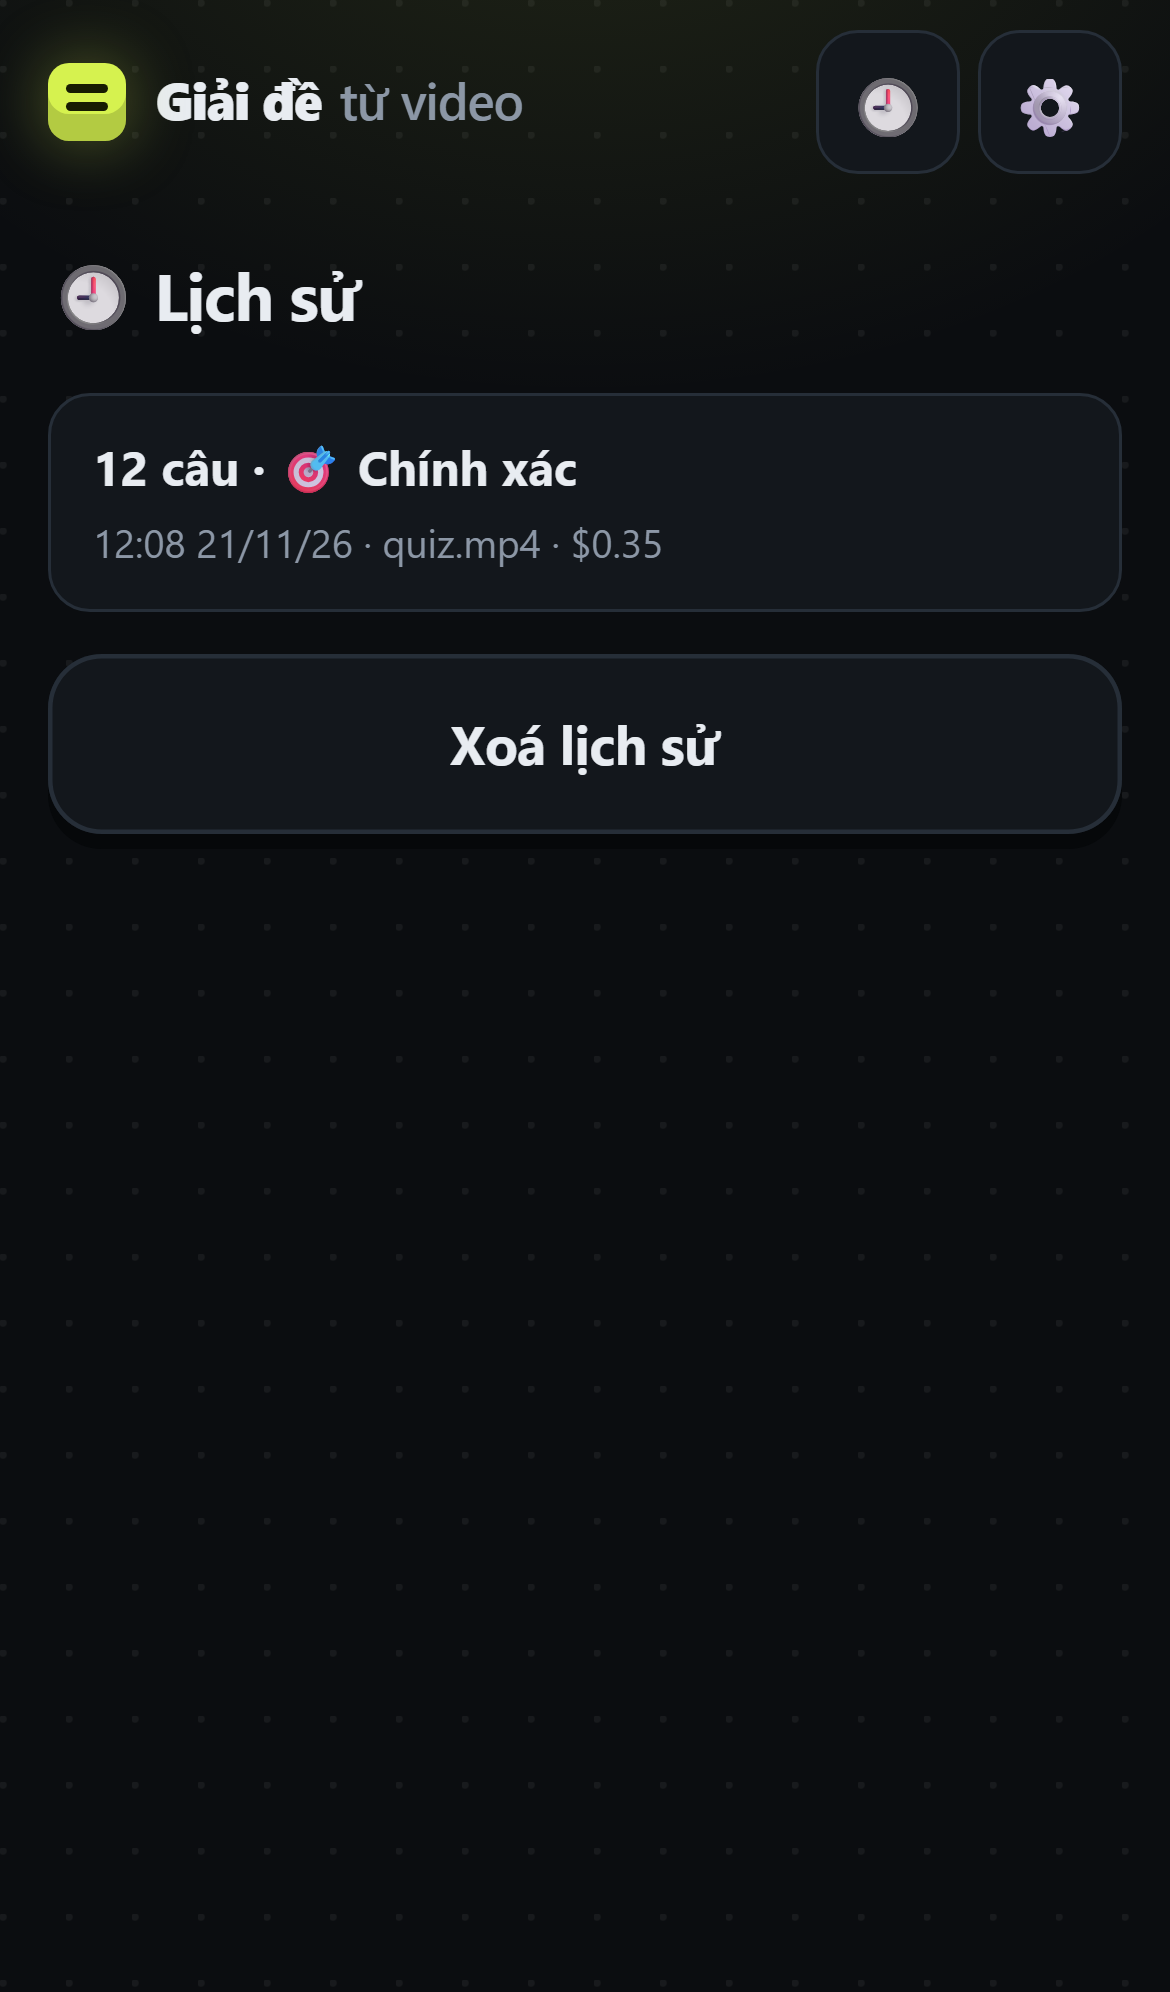 Giải đề từ video
Lịch sử
12 câu · Chính xác
12:08 21/11/26 · quiz.mp4 · $0.35
Xoá lịch sử